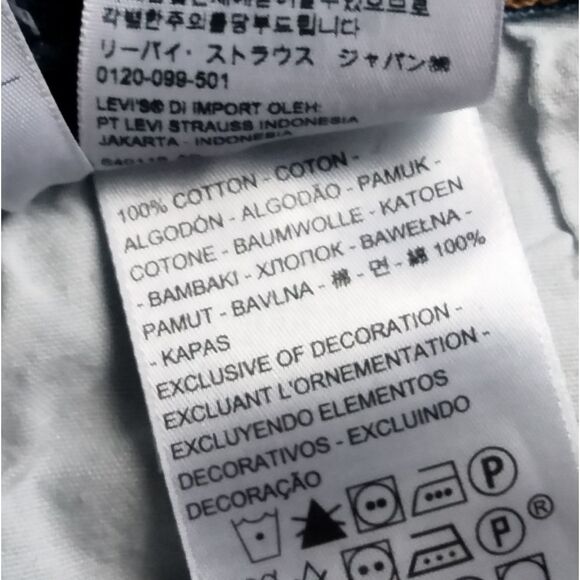 각별한주의를당부드립니다
リーバイ・ストラウス ジャパン㈱
0120-099-501
LEVI'S® DI IMPORT OLEH:
PT LEVI STRAUSS INDONESIA
JAKARTA - INDONESIA
100% COTTON - COTON -
ALGODÓN - ALGODÃO - PAMUK -
COTONE - BAUMWOLLE - KATOEN
- BAMBAKI - ХЛОПОК - BAWEŁNA -
PAMUT - BAVLNA - 棉 - 면 - 綿 100%
- KAPAS
EXCLUSIVE OF DECORATION -
EXCLUANT L'ORNEMENTATION -
EXCLUYENDO ELEMENTOS
DECORATIVOS - EXCLUINDO
DECORAÇÃO
P
P ®